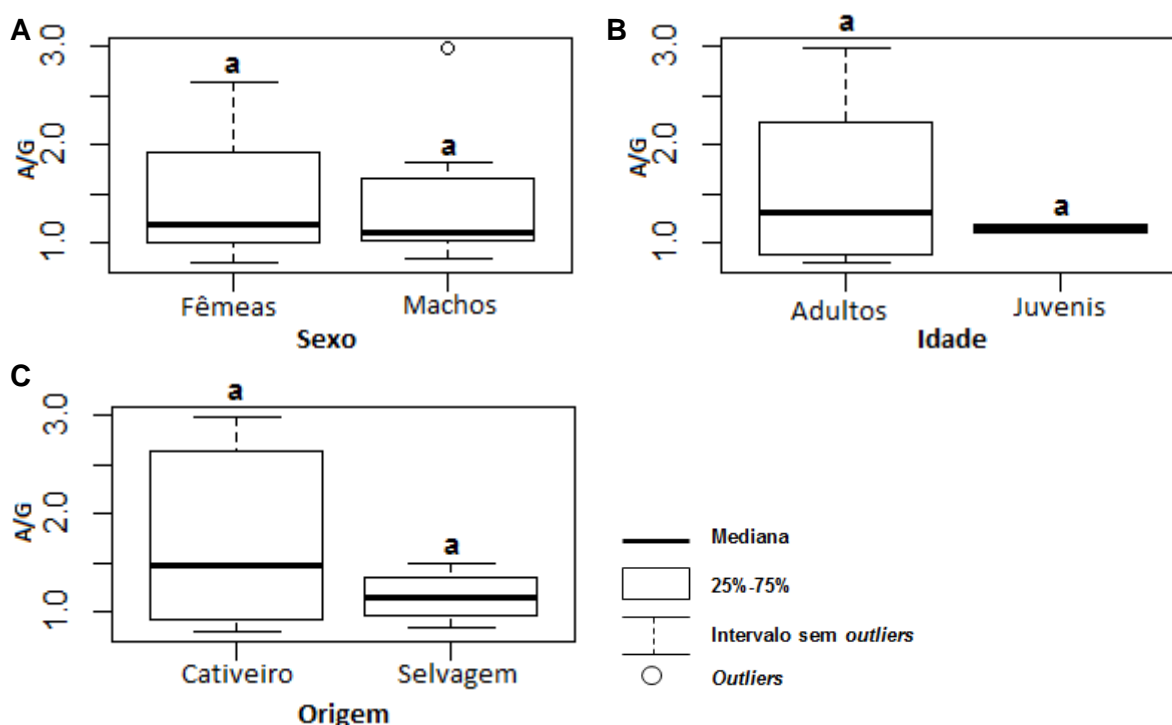 A
3.0
2.0
1.0
A/G
a
a
Fêmeas
Machos
Sexo
B
3.0
2.0
1.0
A/G
a
a
Adultos
Juvenis
Idade
C
3.0
2.0
1.0
A/G
a
a
Cativeiro
Selvagem
Origem
Mediana
25%-75%
Intervalo sem outliers
Outliers